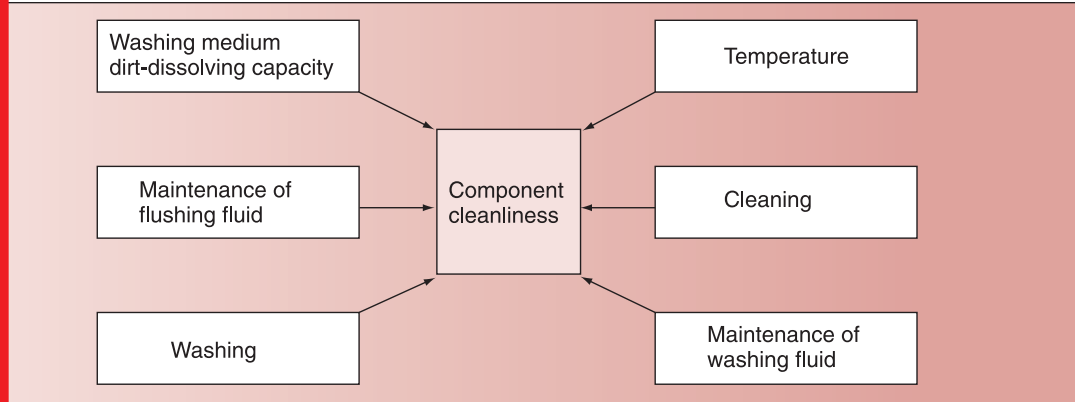 Washing medium
dirt-dissolving capacity
Temperature
Maintenance of
flushing fluid
Component
cleanliness
Cleaning
Washing
Maintenance of
washing fluid